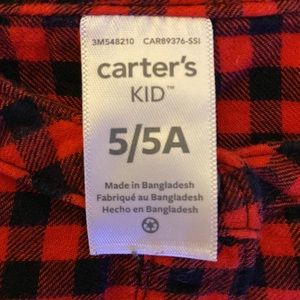 3M548210 CAR89376-SSI
carter's
KID™
5/5A
Made in Bangladesh
Fabriqué au Bangladesh
Hecho en Bangladesh